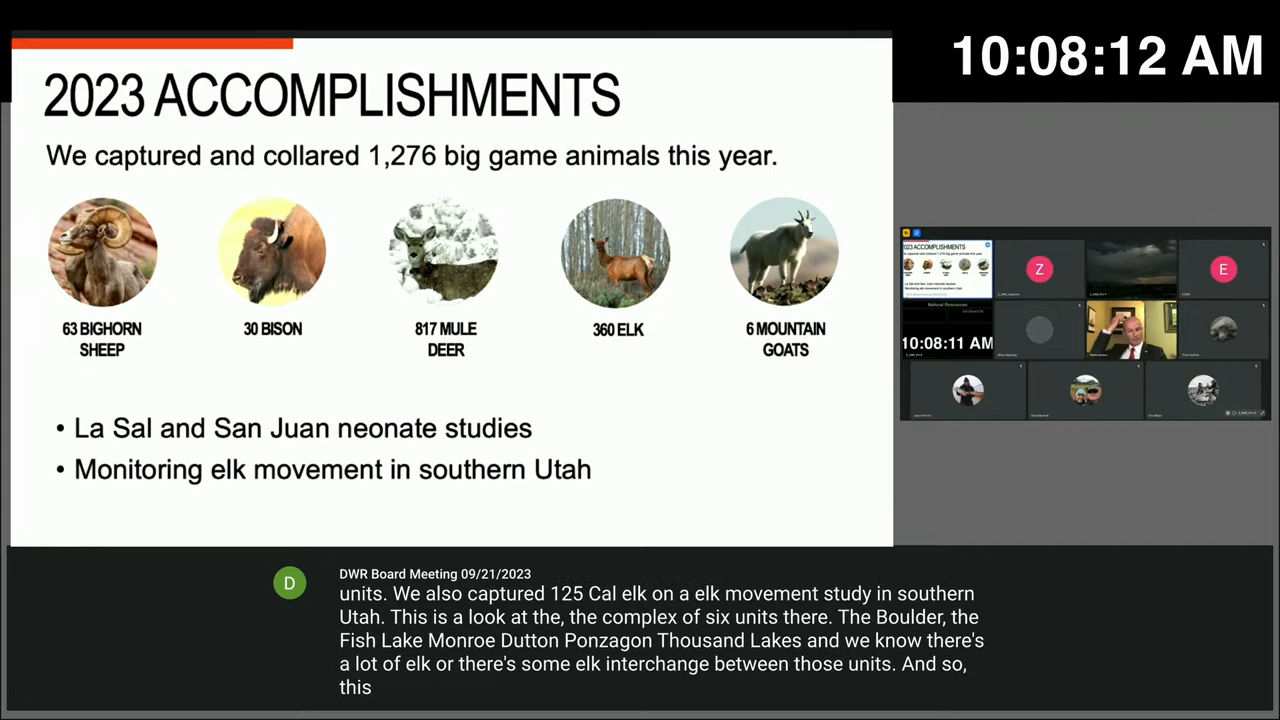 10:08:12 AM
2023 ACCOMPLISHMENTS
We captured and collared 1,276 big game animals this year.
63 BIGHORN
SHEEP
30 BISON
817 MULE
DEER
360 ELK
6 MOUNTAIN
GOATS
• La Sal and San Juan neonate studies
• Monitoring elk movement in southern Utah
2023 ACCOMPLISHMENTS
Z
E
Natural Resources
10:08:11 AM
D
DWR Board Meeting 09/21/2023
units. We also captured 125 Cal elk on a elk movement study in southern
Utah. This is a look at the, the complex of six units there. The Boulder, the
Fish Lake Monroe Dutton Ponzagon Thousand Lakes and we know there's
a lot of elk or there's some elk interchange between those units. And so,
this